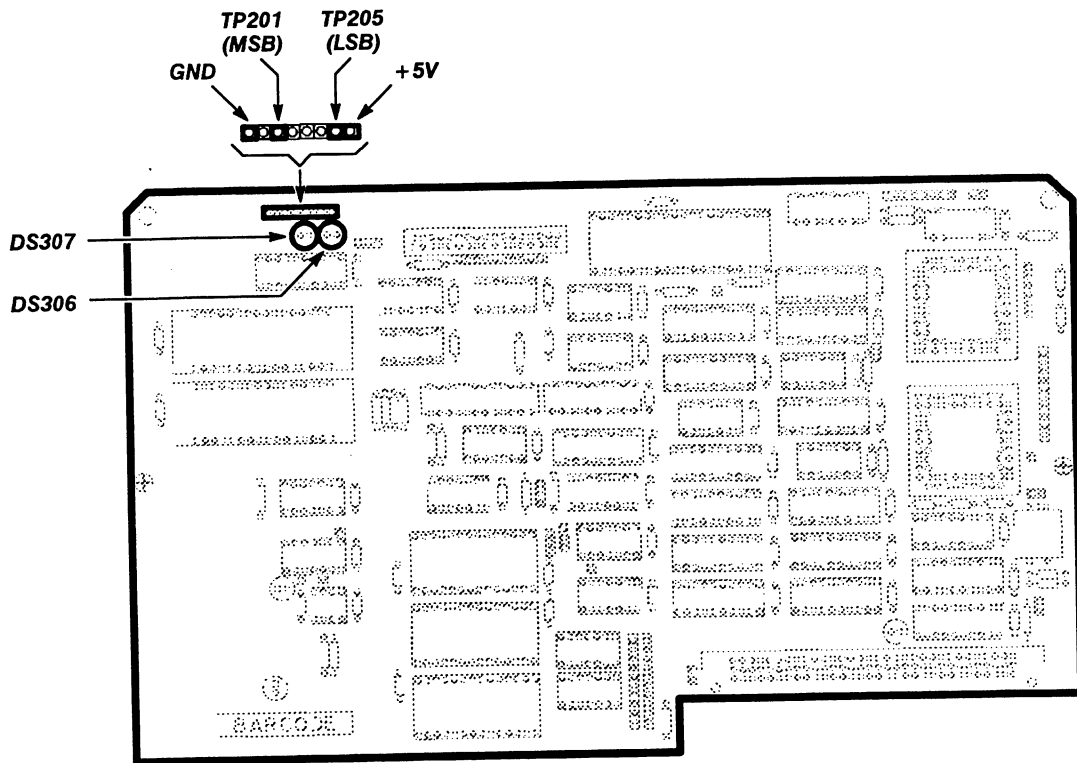 TP201
(MSB)
TP205
(LSB)
GND
+5V
DS307
DS306
BARCODE